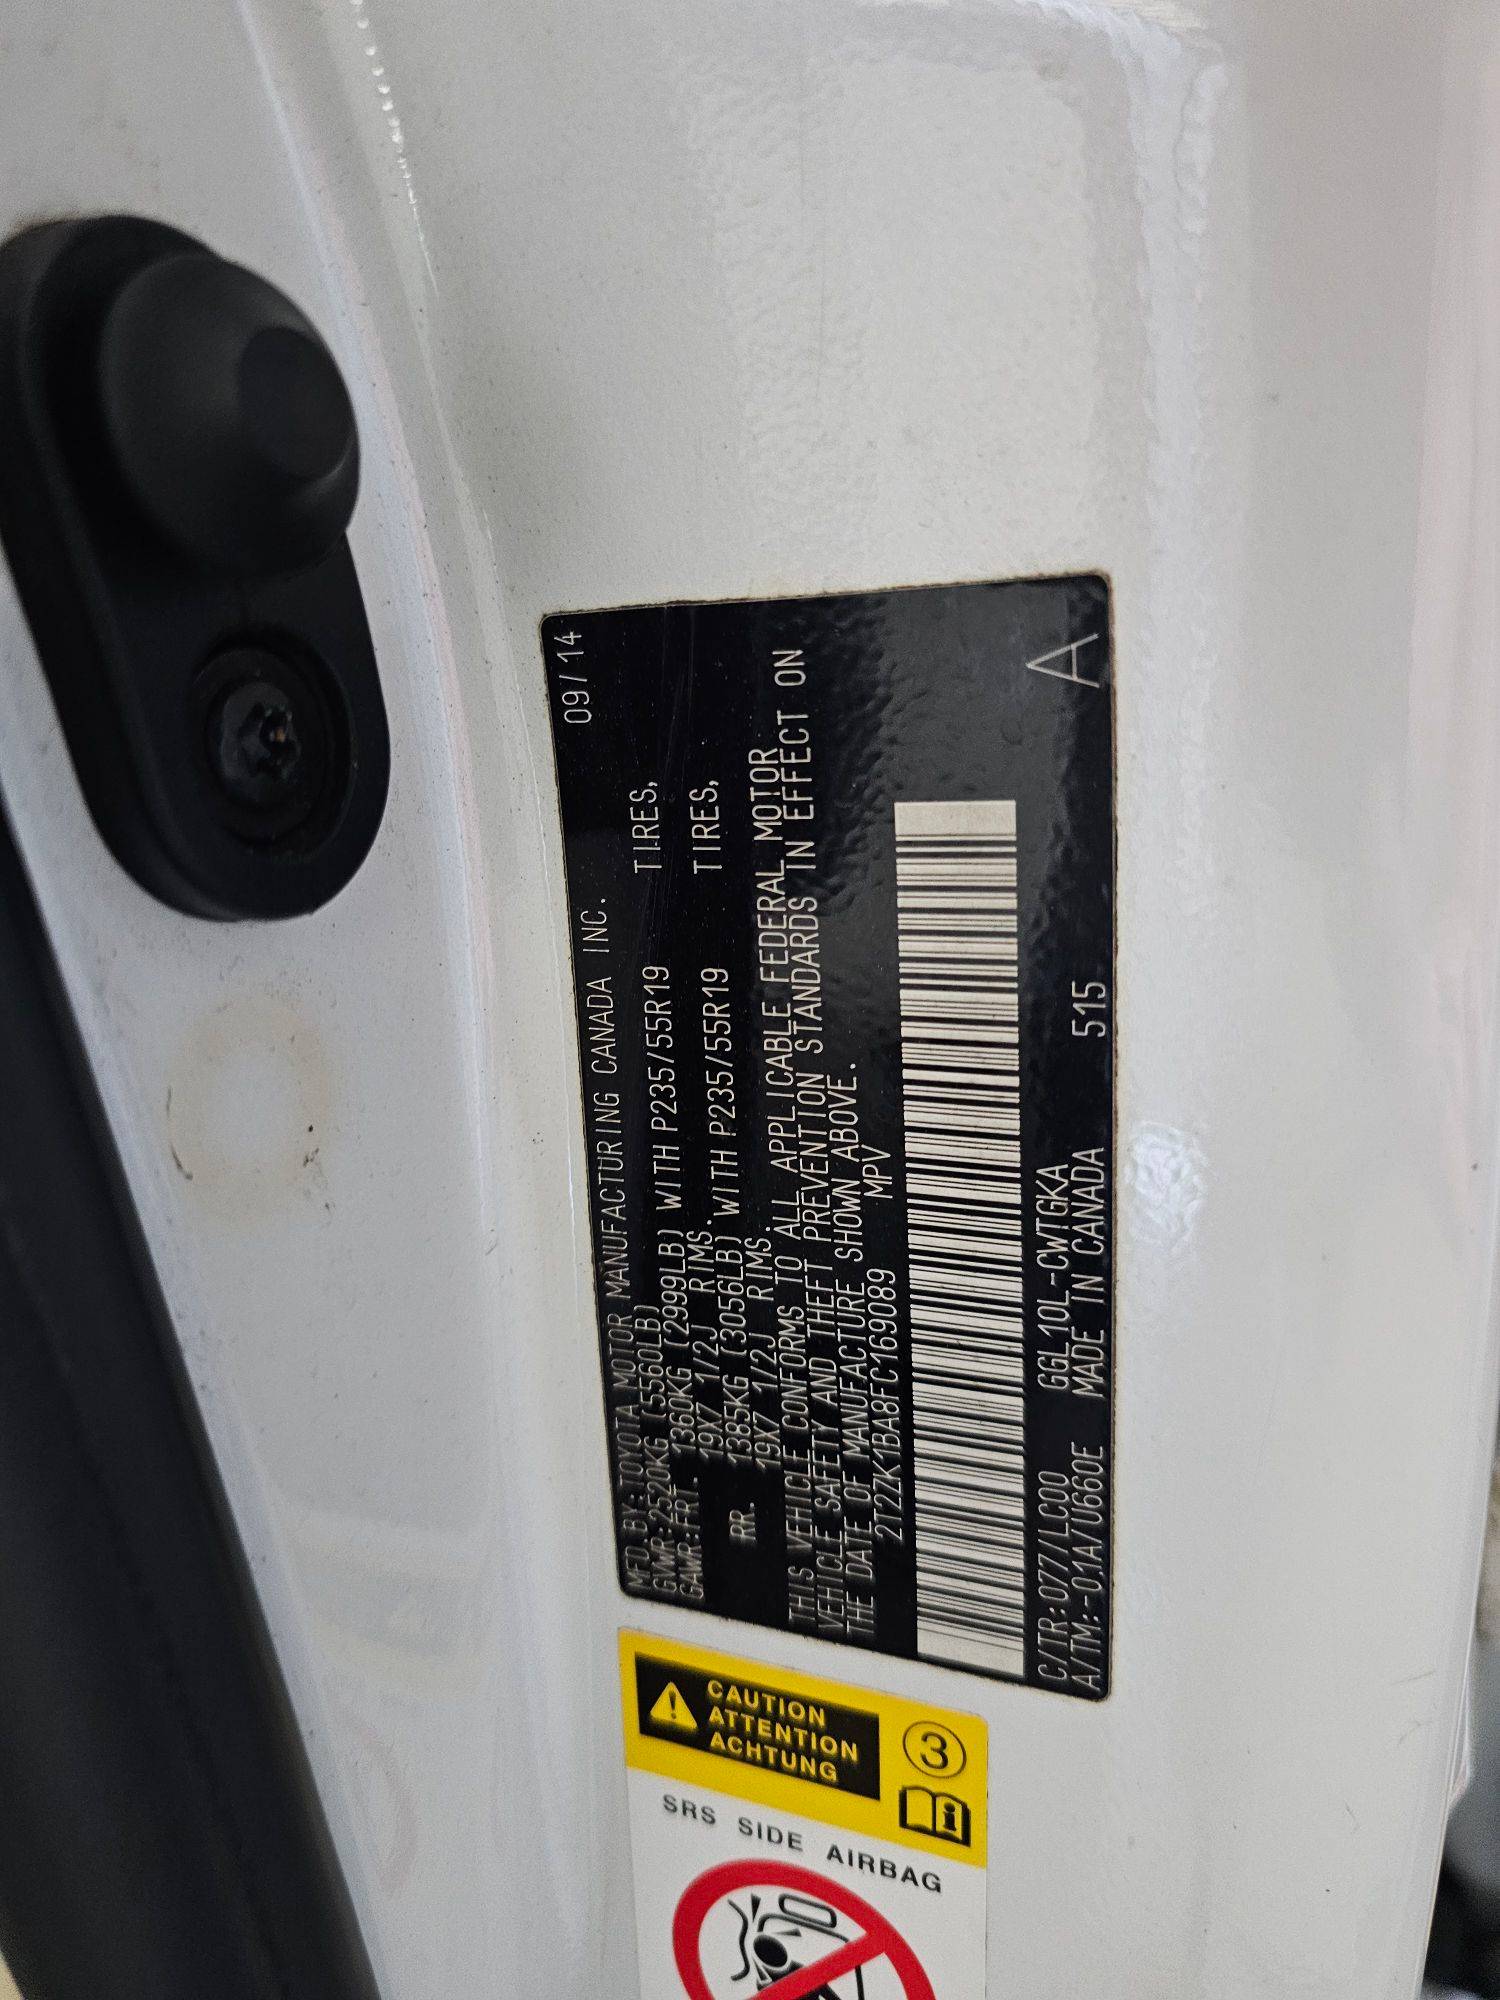 MFD. BY: TOYOTA MOTOR MANUFACTURING CANADA INC. 09/14
GVWR: 2520KG (5560LB)
GAWR: FRT. 1360KG (2999LB) WITH P235/55R19 TIRES,
19X7 1/2J RIMS.
RR. 1385KG (3056LB) WITH P235/55R19 TIRES,
19X7 1/2J RIMS.
THIS VEHICLE CONFORMS TO ALL APPLICABLE FEDERAL MOTOR
VEHICLE SAFETY AND THEFT PREVENTION STANDARDS IN EFFECT ON
THE DATE OF MANUFACTURE SHOWN ABOVE.
2T2ZK1BA8FC169089 MPV
C/TR: 077/LC00 GGL10L-CWTGKA
A/TM: -01A/U660E MADE IN CANADA 515 A
CAUTION
ATTENTION
ACHTUNG
3
i
SRS SIDE AIRBAG